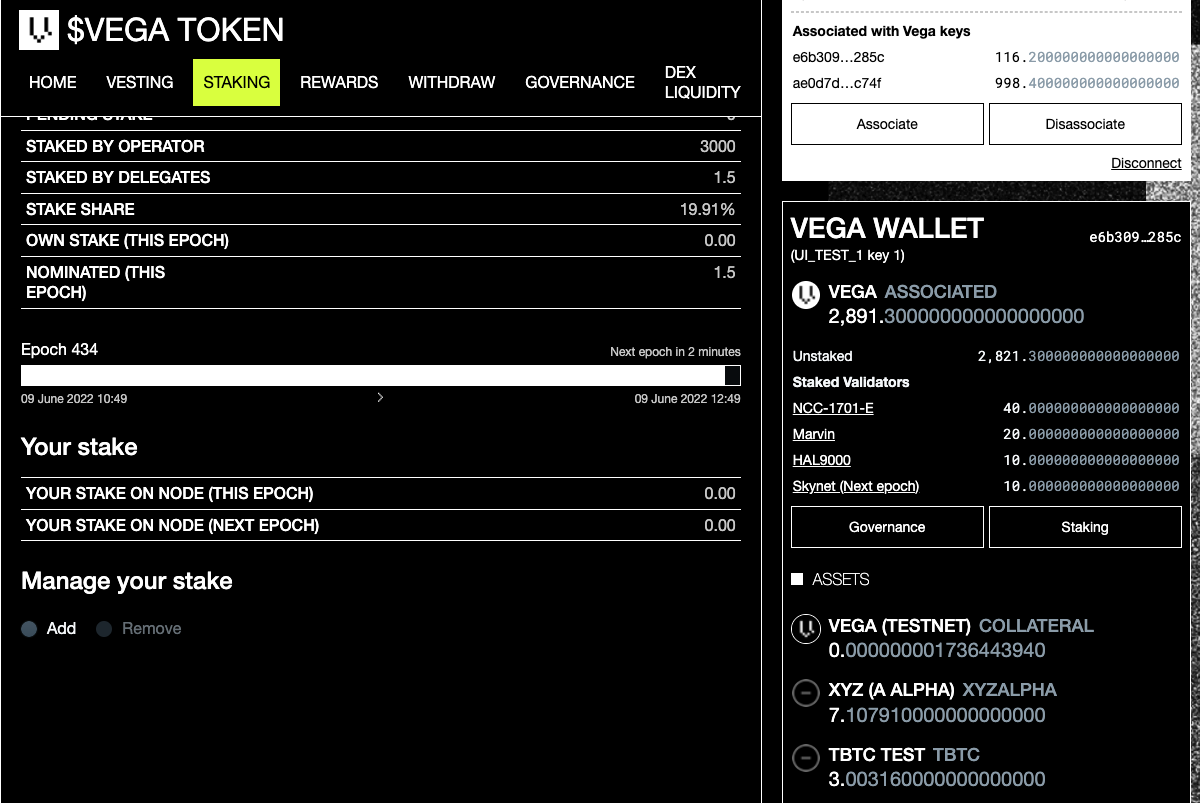 $VEGA TOKEN
HOME VESTING STAKING REWARDS WITHDRAW GOVERNANCE DEX LIQUIDITY
PENDING STAKE
STAKED BY OPERATOR 3000
STAKED BY DELEGATES 1.5
STAKE SHARE 19.91%
OWN STAKE (THIS EPOCH) 0.00
NOMINATED (THIS 1.5
EPOCH)
Epoch 434 Next epoch in 2 minutes
09 June 2022 10:49 > 09 June 2022 12:49
Your stake
YOUR STAKE ON NODE (THIS EPOCH) 0.00
YOUR STAKE ON NODE (NEXT EPOCH) 0.00
Manage your stake
Add Remove
Associated with Vega keys
e6b309…285c 116.200000000000000000
ae0d7d…c74f 998.400000000000000000
Associate Disassociate
Disconnect
VEGA WALLET e6b309…285c
(UI_TEST_1 key 1)
VEGA ASSOCIATED
2,891.300000000000000000
Unstaked 2,821.300000000000000000
Staked Validators
NCC-1701-E 40.000000000000000000
Marvin 20.000000000000000000
HAL9000 10.000000000000000000
Skynet (Next epoch) 10.000000000000000000
Governance Staking
ASSETS
VEGA (TESTNET) COLLATERAL
0.000000001736443940
XYZ (A ALPHA) XYZALPHA
7.107910000000000000
TBTC TEST TBTC
3.003160000000000000